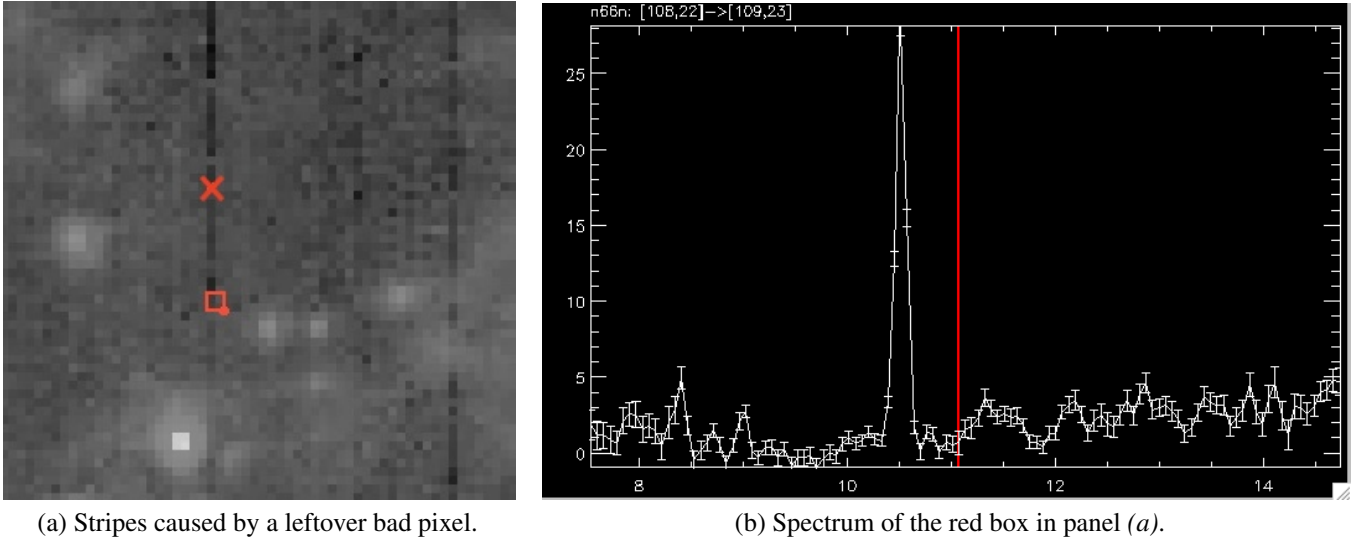 n66n: [108,22]->[109,23]
25
20
15
10
5
0
8 10 12 14
(a) Stripes caused by a leftover bad pixel.
(b) Spectrum of the red box in panel (a).